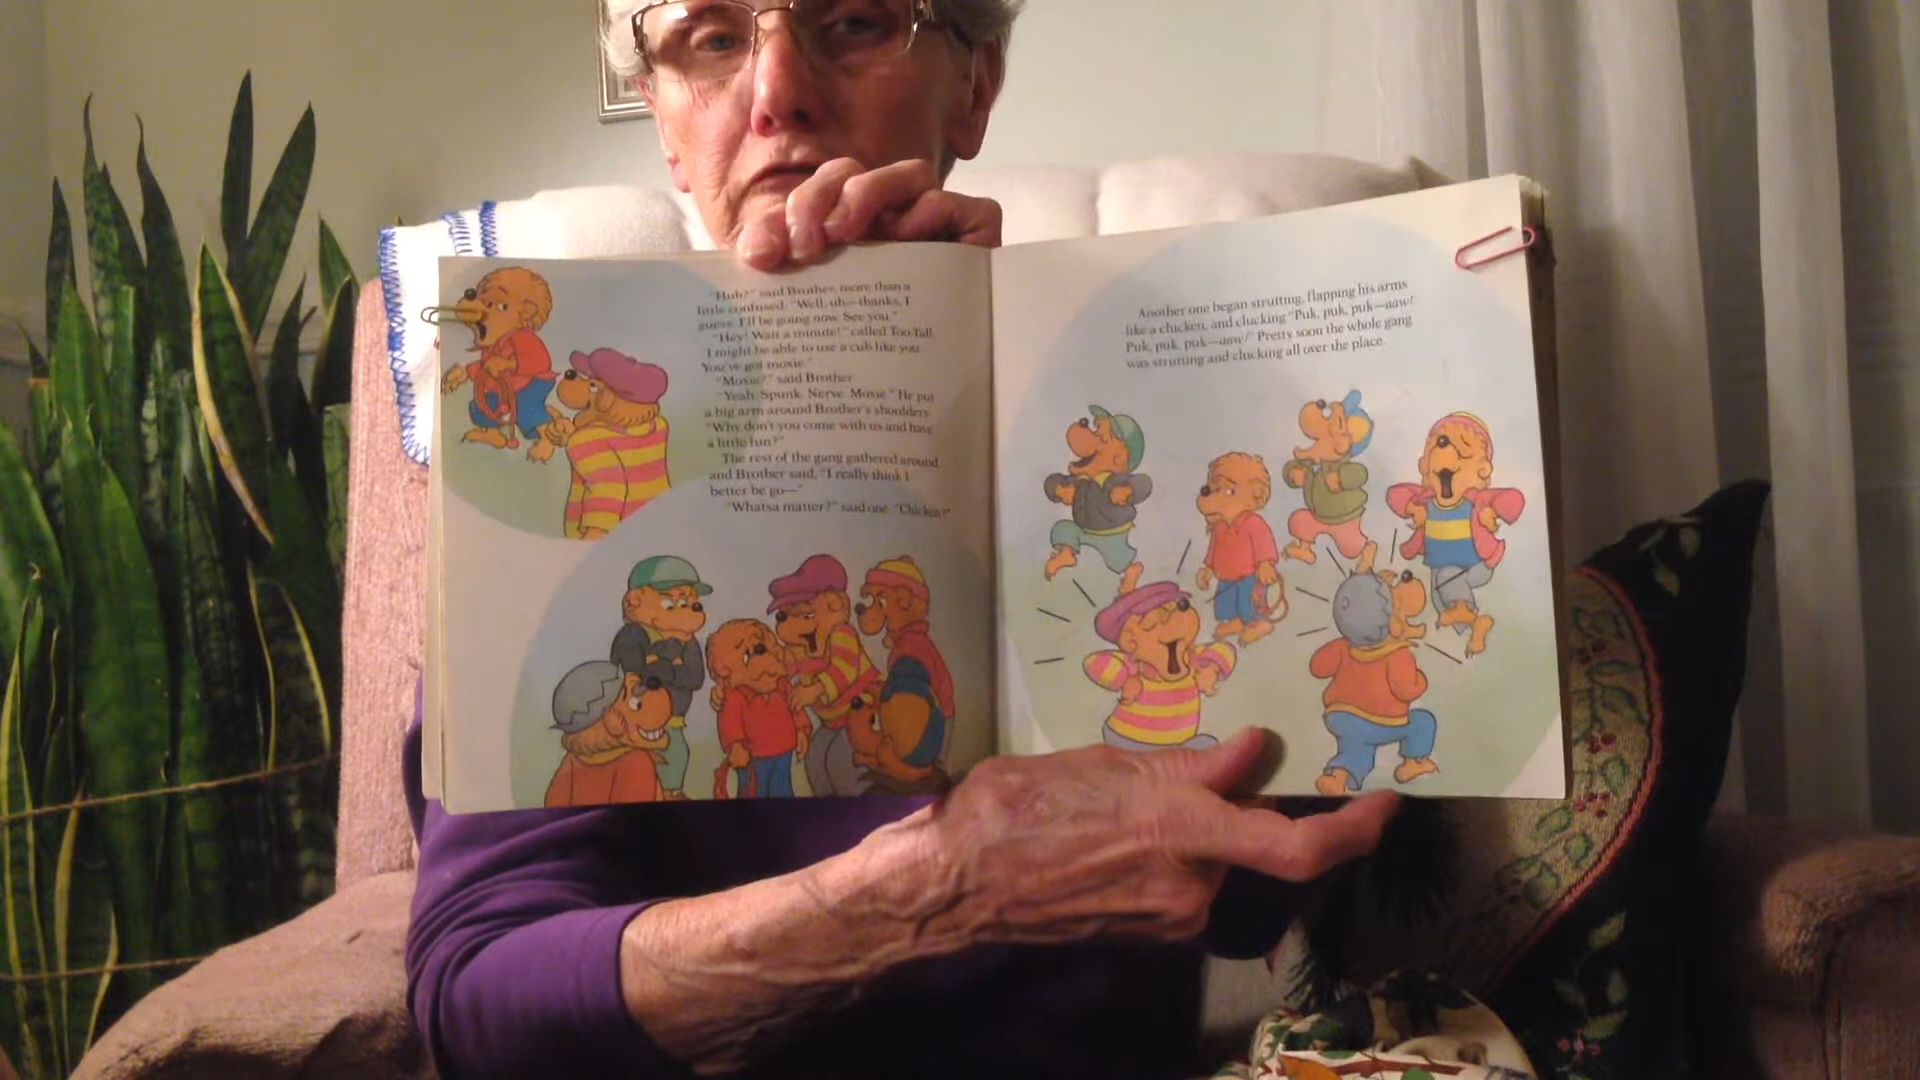 "Huh?" said Brother, more than a
little confused. "Well, uh—thanks, I
guess. I'll be going now. See you."
"Hey! Wait a minute!" called Too-Tall.
"I might be able to use a cub like you.
You've got moxie."
"Moxie?" said Brother.
"Yeah. Spunk. Nerve. Moxie." He put
a big arm around Brother's shoulders.
"Why don't you come with us and have
a little fun?"
The rest of the gang gathered around
and Brother said, "I really think I
better be go—"
"Whatsa matter?" said one. "Chicken?"
Another one began strutting, flapping his arms
like a chicken, and clucking "Puk, puk, puk—aaw!
Puk, puk, puk—aaw!" Pretty soon the whole gang
was strutting and clucking all over the place.